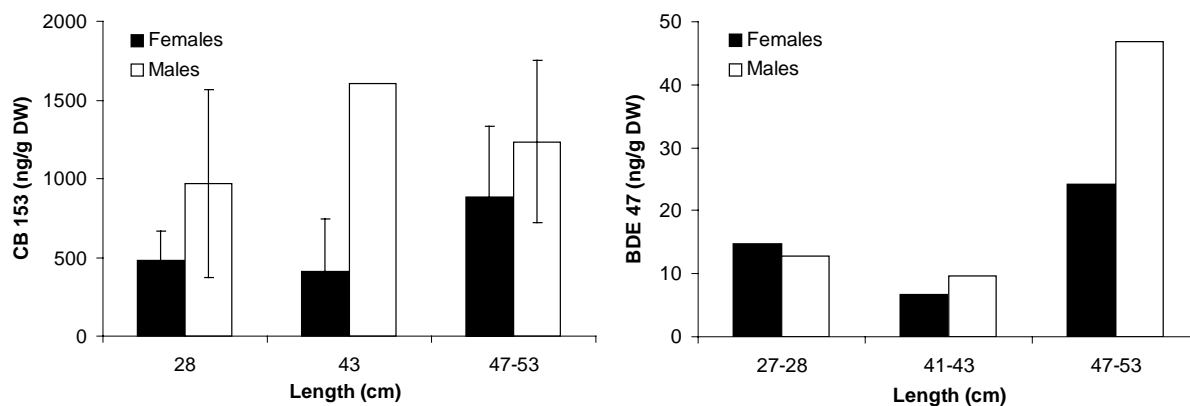 2000
1500
1000
500
0
CB 153 (ng/g DW)
Females
Males
28 43 47-53
Length (cm)
50
40
30
20
10
0
BDE 47 (ng/g DW)
Females
Males
27-28 41-43 47-53
Length (cm)